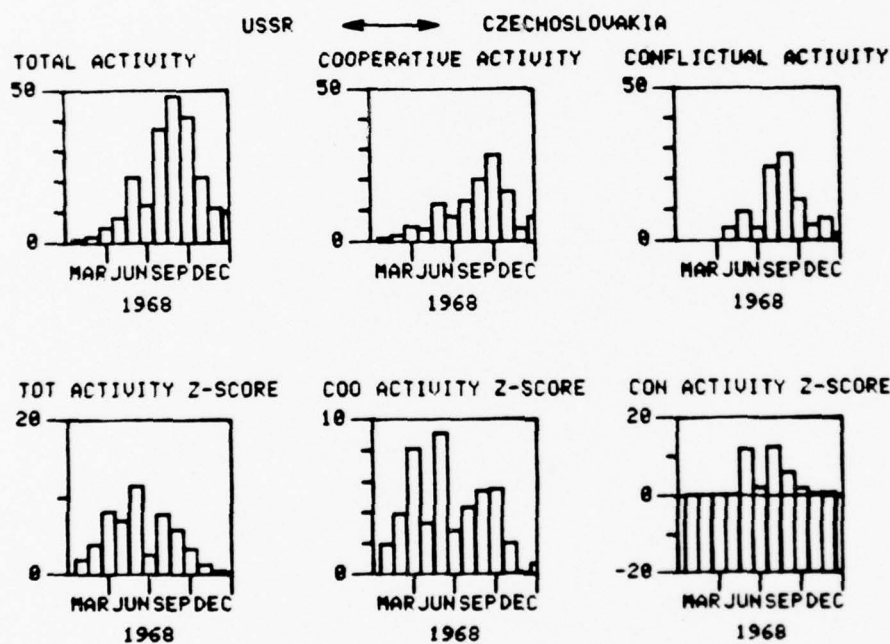 USSR CZECHOSLOVAKIA
TOTAL ACTIVITY
50
0
MAR JUN SEP DEC
1968
COOPERATIVE ACTIVITY
50
0
MAR JUN SEP DEC
1968
CONFLICTUAL ACTIVITY
50
0
MAR JUN SEP DEC
1968
TOT ACTIVITY Z-SCORE
20
0
MAR JUN SEP DEC
1968
COO ACTIVITY Z-SCORE
10
0
MAR JUN SEP DEC
1968
CON ACTIVITY Z-SCORE
20
0
-20
MAR JUN SEP DEC
1968